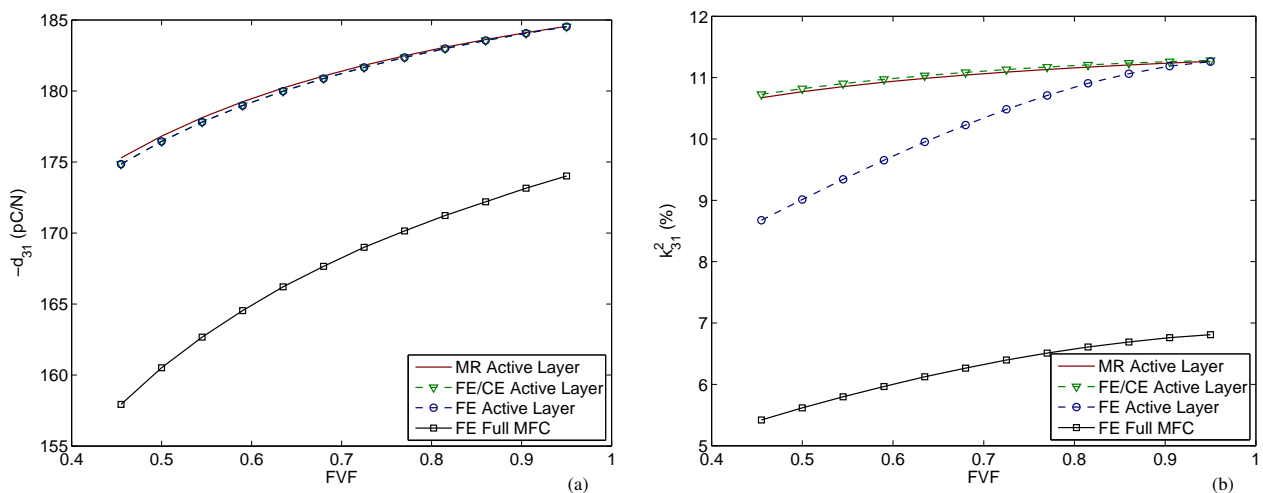 185
180
175
170
165
160
155
0.4
0.5
0.6
0.7
0.8
0.9
1
−d31 (pC/N)
FVF
MR Active Layer
FE/CE Active Layer
FE Active Layer
FE Full MFC
(a)
12
11
10
9
8
7
6
5
0.4
0.5
0.6
0.7
0.8
0.9
1
k²31 (%)
FVF
MR Active Layer
FE/CE Active Layer
FE Active Layer
FE Full MFC
(b)